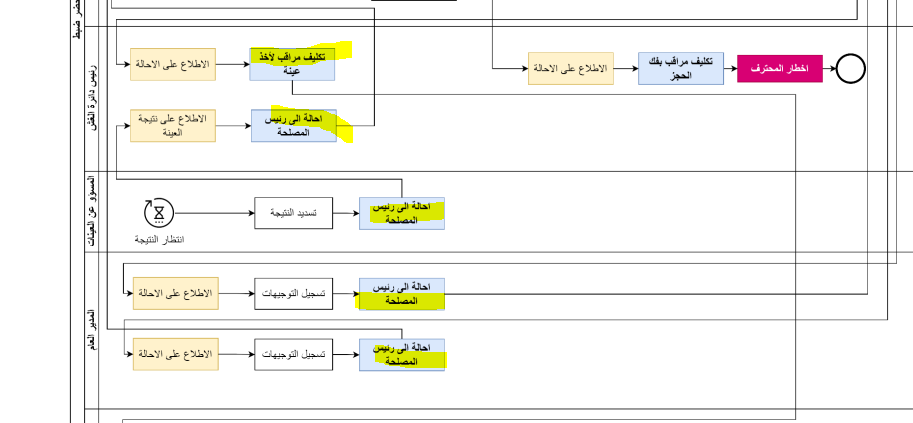 ضبط
رئيس دائرة الغش
الاطلاع على الاحالة
تكليف مراقب لأخذ
عينة
الاطلاع على الاحالة
تكليف مراقب بفك
الحجز
اخطار المحترف
الاطلاع على نتيجة
العينة
احالة الى رئيس
المصلحة
المسؤو عن العينات
انتظار النتيجة
تسديد النتيجة
احالة الى رئيس
المصلحة
المدير العام
الاطلاع على الاحالة
تسجيل التوجيهات
احالة الى رئيس
المصلحة
الاطلاع على الاحالة
تسجيل التوجيهات
احالة الى رئيس
المصلحة